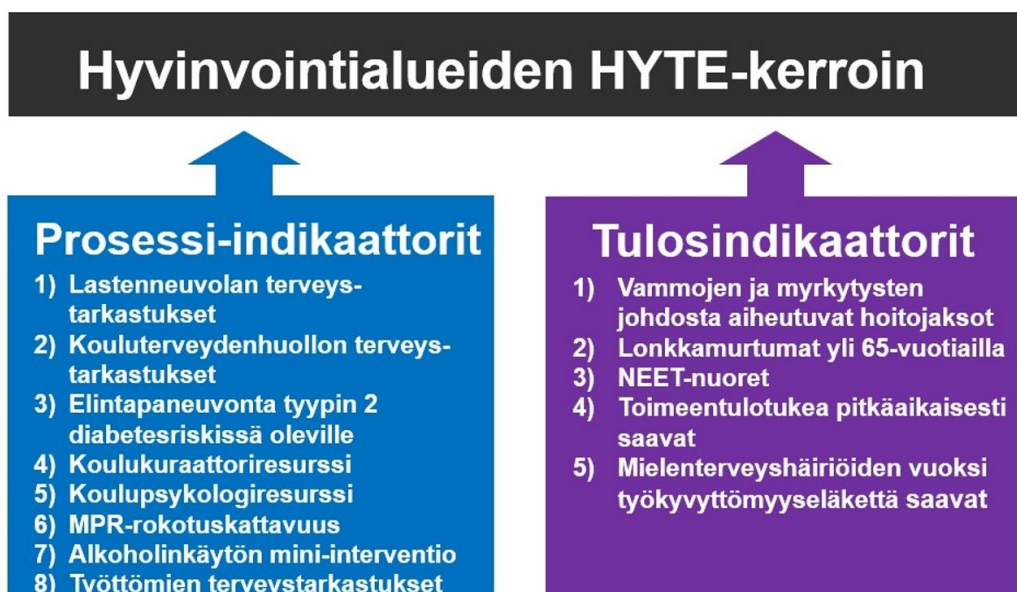 Hyvinvointialueiden HYTE-kerroin
Prosessi-indikaattorit
1) Lastenneuvolan terveys-
tarkastukset
2) Kouluterveydenhuollon terveys-
tarkastukset
3) Elintapaneuvonta tyypin 2
diabetesriskissä oleville
4) Koulukuraattoriresurssi
5) Koulupsykologiresurssi
6) MPR-rokotuskattavuus
7) Alkoholinkäytön mini-interventio
8) Työttömien terveystarkastukset
Tulosindikaattorit
1) Vammojen ja myrkytysten
johdosta aiheutuvat hoitojaksot
2) Lonkkamurtumat yli 65-vuotiailla
3) NEET-nuoret
4) Toimeentulotukea pitkäaikaisesti
saavat
5) Mielenterveyshäiriöiden vuoksi
työkyvyttömyyseläkettä saavat